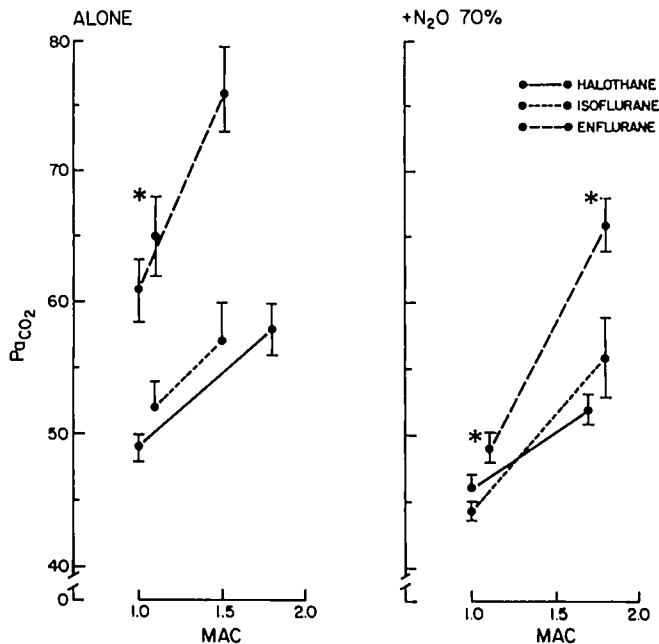 ALONE
+N₂O 70%
80
70
60
50
40
0
PaCO₂
HALOTHANE
ISOFLURANE
ENFLURANE
*
*
*
1.0 1.5 2.0
MAC
1.0 1.5 2.0
MAC